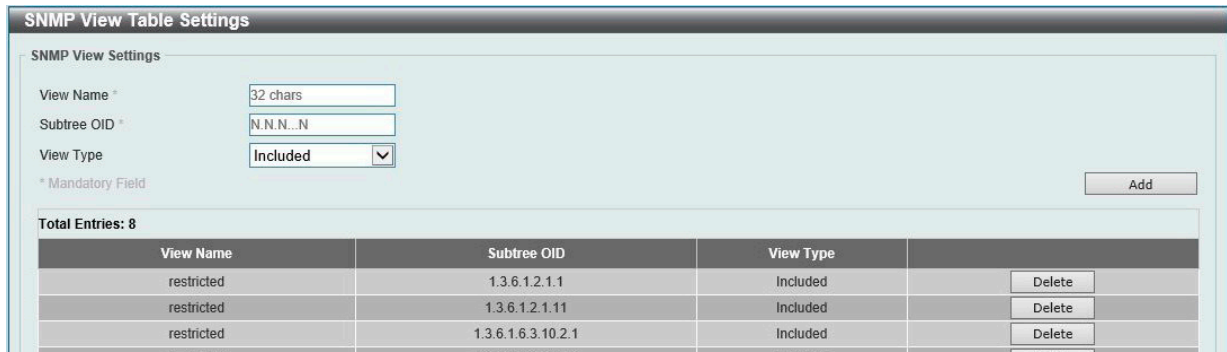 SNMP View Table Settings
SNMP View Settings
View Name * 32 chars
Subtree OID * N.N.N...N
View Type Included
* Mandatory Field Add
Total Entries: 8
View Name Subtree OID View Type
restricted 1.3.6.1.2.1.1 Included Delete
restricted 1.3.6.1.2.1.11 Included Delete
restricted 1.3.6.1.6.3.10.2.1 Included Delete